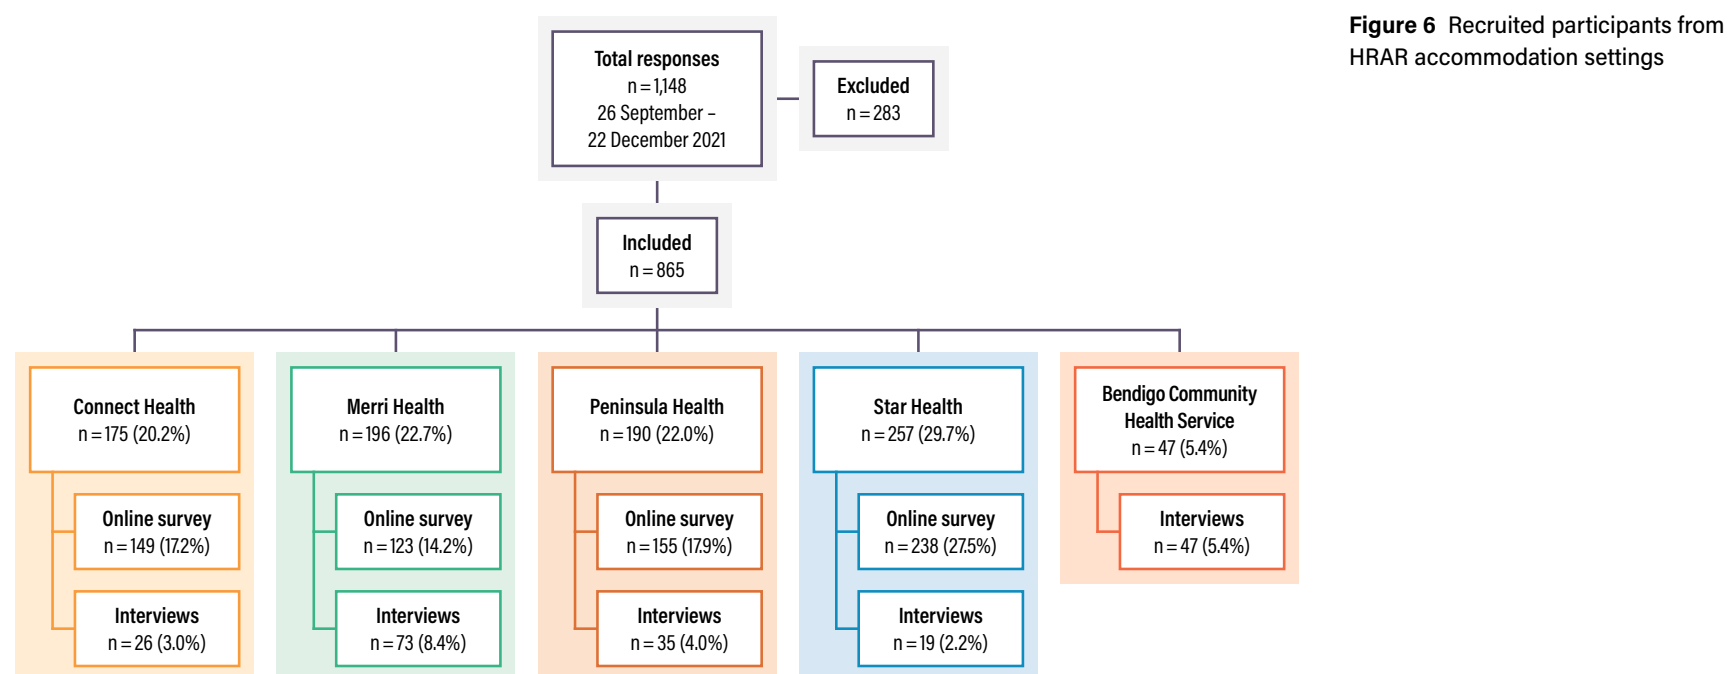 Figure 6 Recruited participants from
HRAR accommodation settings
Total responses
n = 1,148
26 September –
22 December 2021
Excluded
n = 283
Included
n = 865
Connect Health
n = 175 (20.2%)
Online survey
n = 149 (17.2%)
Interviews
n = 26 (3.0%)
Merri Health
n = 196 (22.7%)
Online survey
n = 123 (14.2%)
Interviews
n = 73 (8.4%)
Peninsula Health
n = 190 (22.0%)
Online survey
n = 155 (17.9%)
Interviews
n = 35 (4.0%)
Star Health
n = 257 (29.7%)
Online survey
n = 238 (27.5%)
Interviews
n = 19 (2.2%)
Bendigo Community
Health Service
n = 47 (5.4%)
Interviews
n = 47 (5.4%)